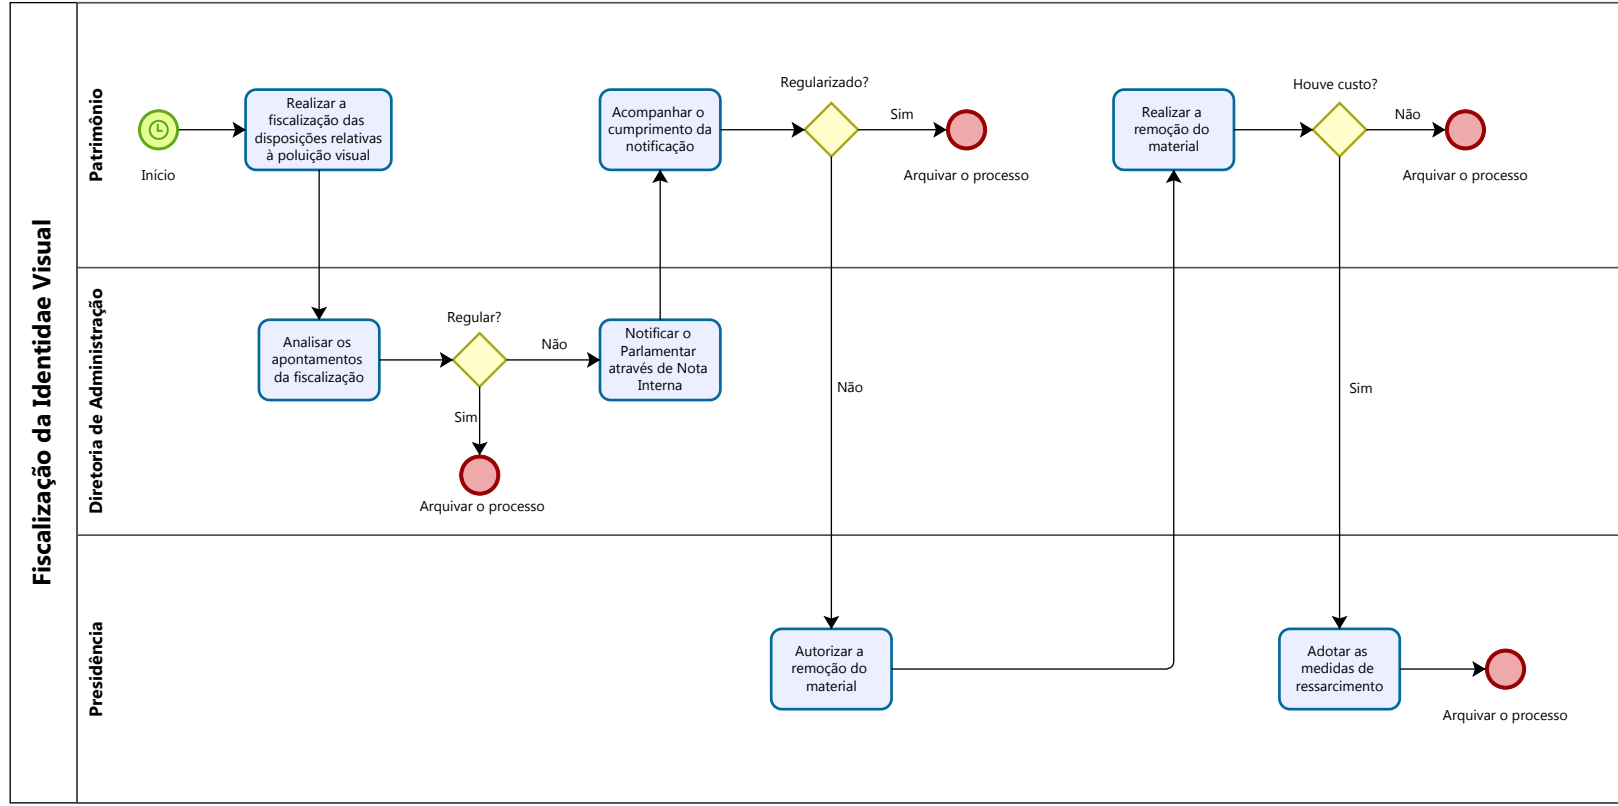 Fiscalização da Identidae Visual
Patrimônio
Início
Realizar a
fiscalização das
disposições relativas
à poluição visual
Acompanhar o
cumprimento da
notificação
Regularizado?
Sim
Arquivar o processo
Não
Realizar a
remoção do
material
Houve custo?
Não
Arquivar o processo
Sim
Diretoria de Administração
Analisar os
apontamentos
da fiscalização
Regular?
Não
Sim
Arquivar o processo
Notificar o
Parlamentar
através de Nota
Interna
Presidência
Autorizar a
remoção do
material
Adotar as
medidas de
ressarcimento
Arquivar o processo